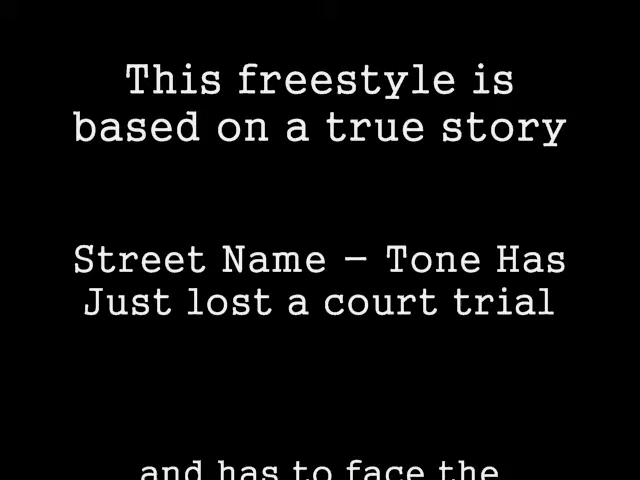 This freestyle is
based on a true story
Street Name - Tone Has
Just lost a court trial
and has to face the